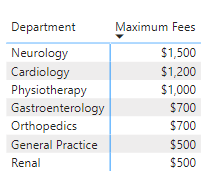 Department Maximum Fees
Neurology $1,500
Cardiology $1,200
Physiotherapy $1,000
Gastroenterology $700
Orthopedics $700
General Practice $500
Renal $500